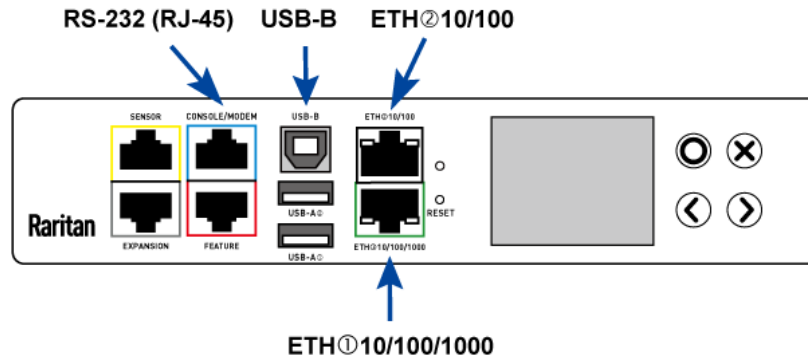 RS-232 (RJ-45) USB-B ETH②10/100
SENSOR CONSOLE/MODEM USB-B ETH②10/100
USB-A②
RESET
Raritan
EXPANSION FEATURE ETH①10/100/1000
USB-A①
ETH①10/100/1000